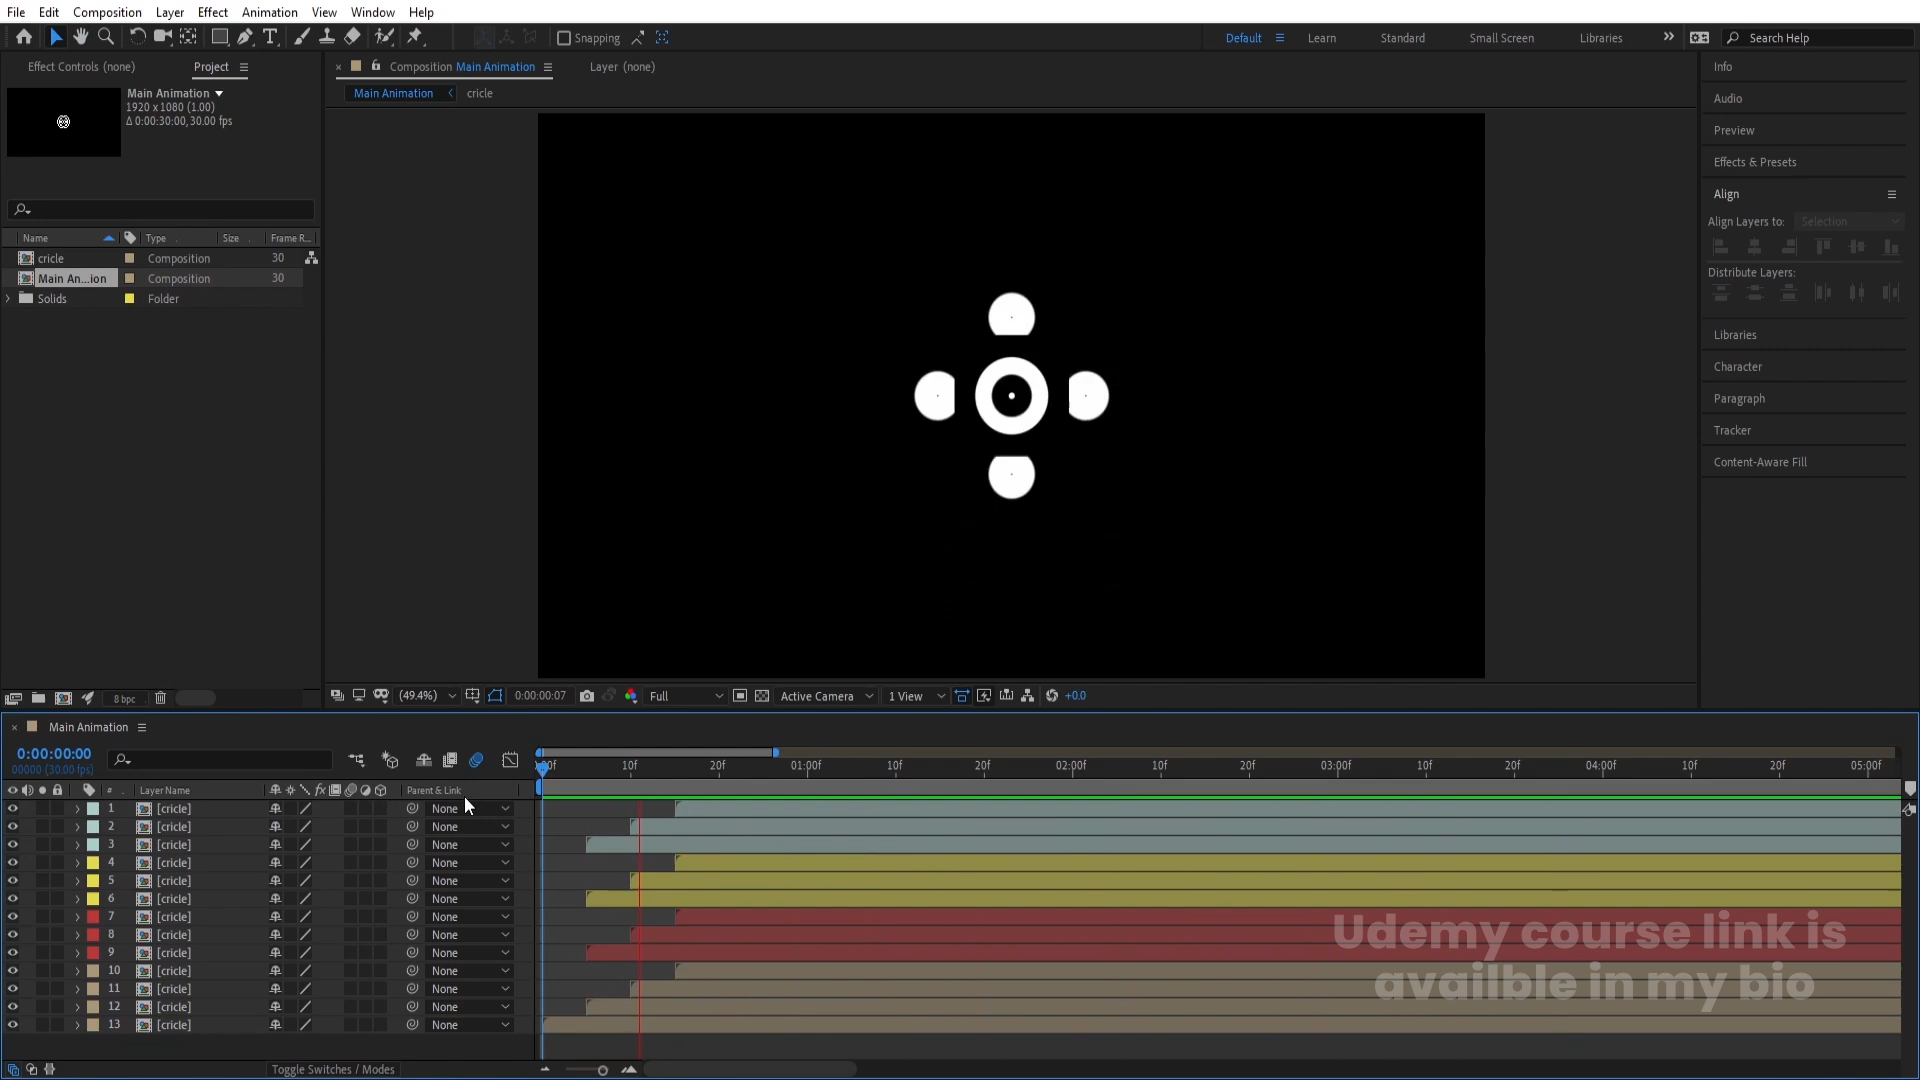 File Edit Composition Layer Effect Animation View Window Help
Snapping Default Learn Standard Small Screen Libraries Search Help
Effect Controls (none) Project
Composition Main Animation Layer (none)
Main Animation cricle
Main Animation
1920 x 1080 (1.00)
Δ 0:00:30:00, 30.00 fps
Name Type Size Frame R...
cricle Composition 30
Main An...ion Composition 30
Solids Folder
8 bpc
(49.4%) 0:00:00:07 Full Active Camera 1 View +0.0
Info
Audio
Preview
Effects & Presets
Align
Align Layers to: Selection
Distribute Layers:
Libraries
Character
Paragraph
Tracker
Content-Aware Fill
Main Animation
0:00:00:00
00000 (30.00 fps)
10f 20f 01:00f 10f 20f 02:00f 10f 20f 03:00f 10f 20f 04:00f 10f 20f 05:00f
# Layer Name fx Parent & Link
1 [cricle] None
2 [cricle] None
3 [cricle] None
4 [cricle] None
5 [cricle] None
6 [cricle] None
7 [cricle] None
8 [cricle] None
9 [cricle] None
10 [cricle] None
11 [cricle] None
12 [cricle] None
13 [cricle] None
Udemy course link is
availble in my bio
Toggle Switches / Modes